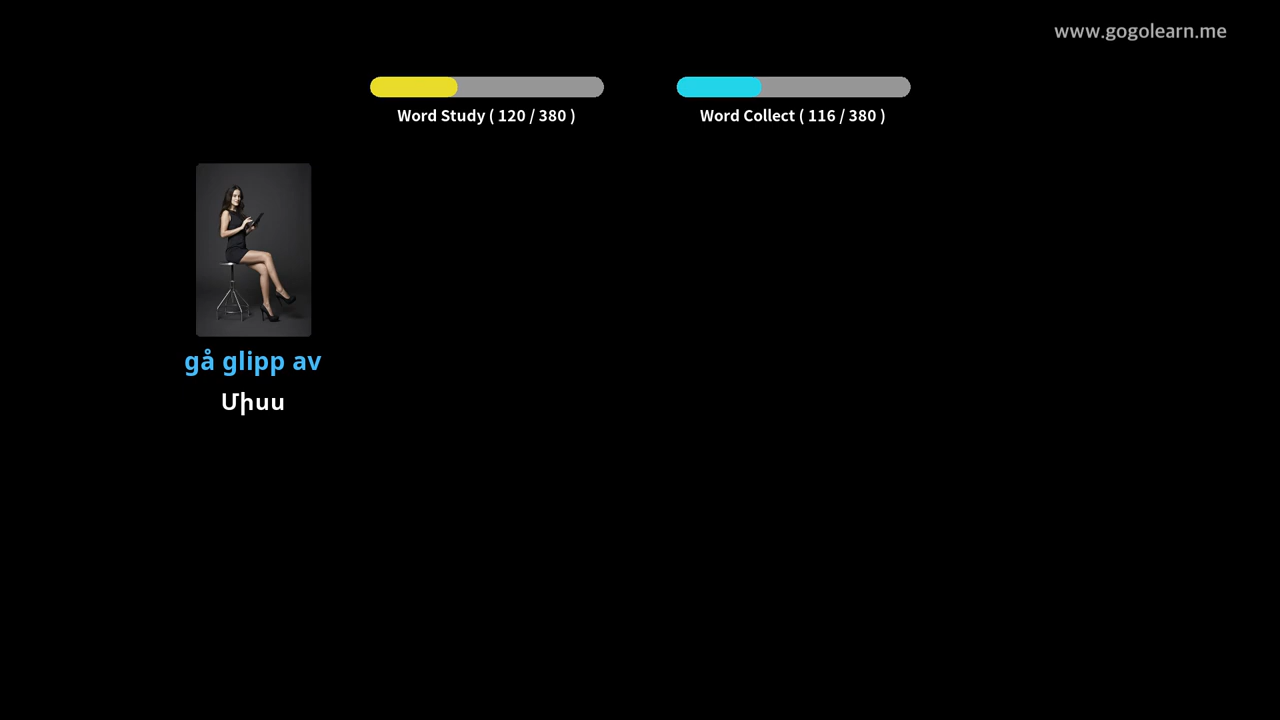 www.gogolearn.me
Word Study ( 120 / 380 )
Word Collect ( 116 / 380 )
gå glipp av
Միսս